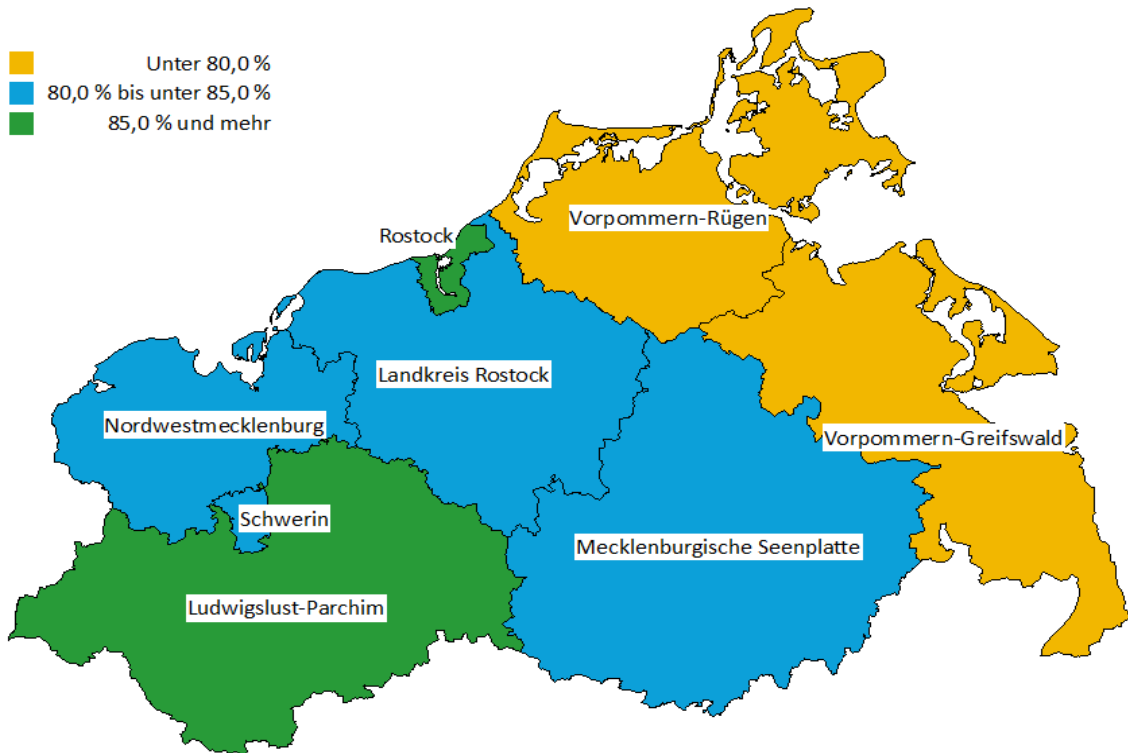 Unter 80,0 %
80,0 % bis unter 85,0 %
85,0 % und mehr
Vorpommern-Rügen
Rostock
Landkreis Rostock
Nordwestmecklenburg
Vorpommern-Greifswald
Schwerin
Mecklenburgische Seenplatte
Ludwigslust-Parchim